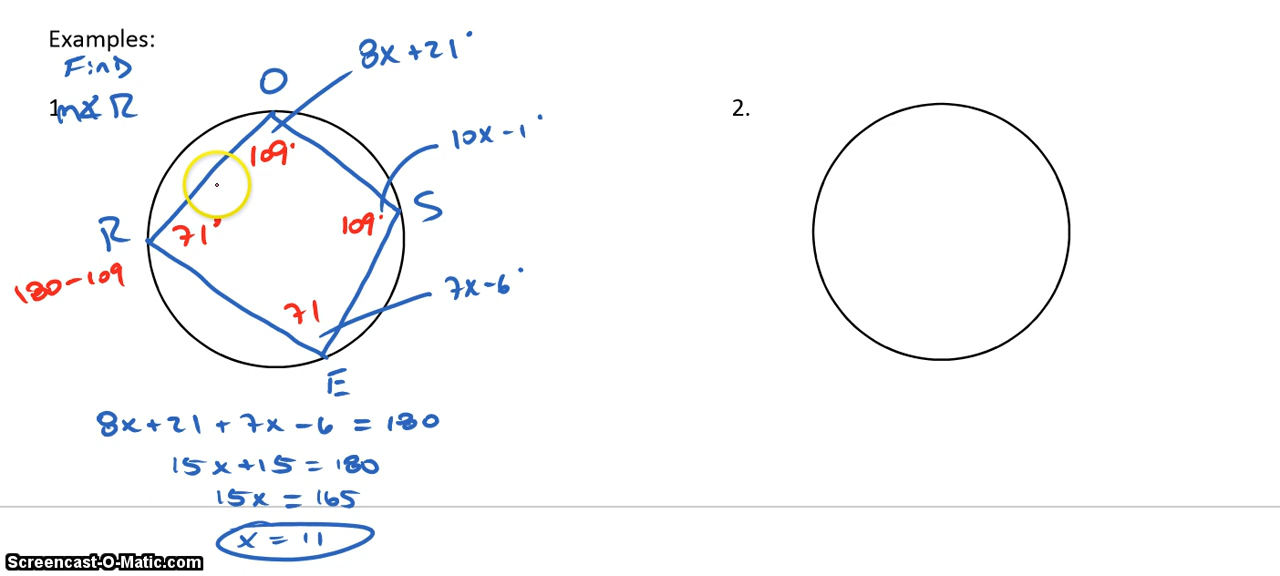 Examples:
Find
1. m∡R
O
8x+21°
10x-1°
109°
S
109°
R
71°
180-109
7x-6°
71
E
8x+21+7x-6=180
15x+15=180
15x=165
x=11
2.
Screencast-O-Matic.com